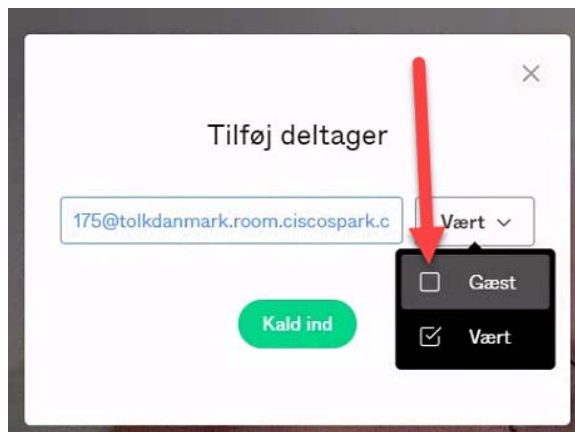 Tilføj deltager
175@tolkdanmark.room.ciscospark.c
Vært
Gæst
Kald ind
Vært